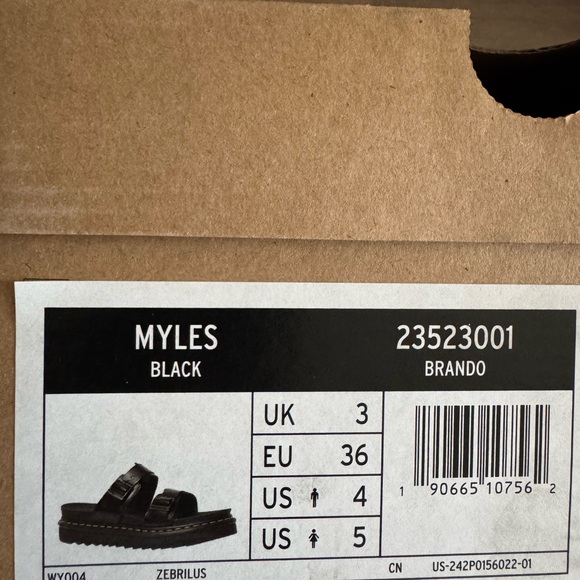 MYLES 23523001
BLACK BRANDO
UK 3
EU 36
US 4
US 5
1 90665 10756 2
WY004 ZEBRILUS CN US-242P0156022-01